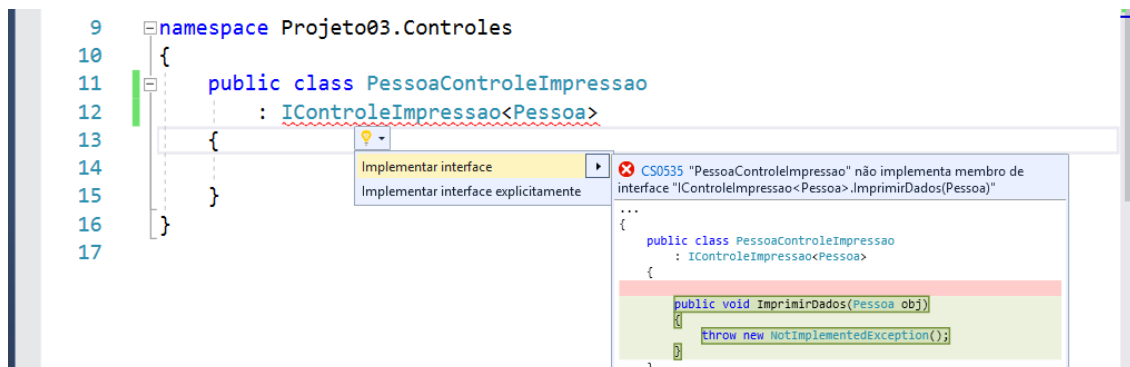 9 namespace Projeto03.Controles
10 {
11 public class PessoaControleImpressao
12 : IControleImpressao<Pessoa>
13 {
14
15 }
16 }
17
Implementar interface
Implementar interface explicitamente
CS0535 "PessoaControleImpressao" não implementa membro de
interface "IControleImpressao<Pessoa>.ImprimirDados(Pessoa)"
...
{
public class PessoaControleImpressao
: IControleImpressao<Pessoa>
{
public void ImprimirDados(Pessoa obj)
{
throw new NotImplementedException();
}